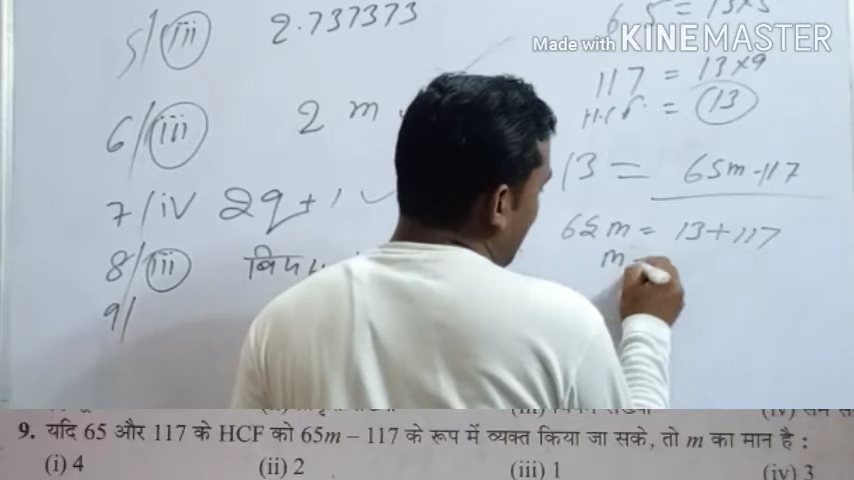 5/ (iii) 2.737373
65 = 13×5
Made with KINEMASTER
117 = 13×9
H.C.F. = 13
6/ (iii) 2 m
13 = 65m-117
7/ iv 2q+1
65m = 13+117
8/ (iii)
m =
9/
9. यदि 65 और 117 के HCF को 65m – 117 के रूप में व्यक्त किया जा सके, तो m का मान है :
(i) 4 (ii) 2 (iii) 1 (iv) 3